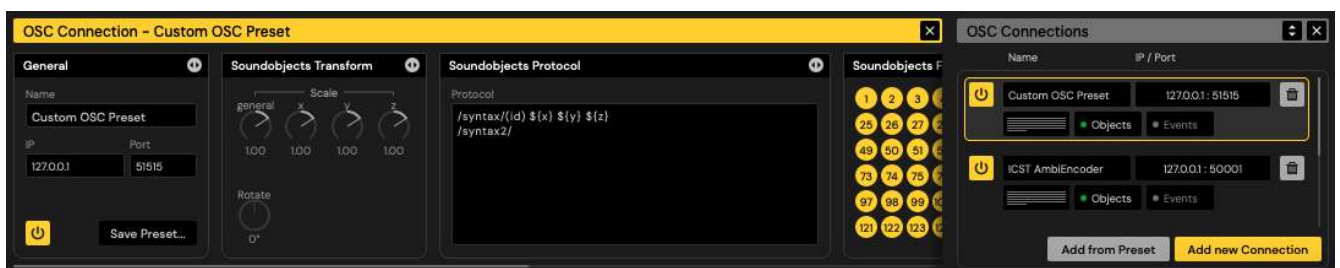 OSC Connection - Custom OSC Preset
General
Name
Custom OSC Preset
IP Port
127.0.0.1 51515
Save Preset...
Soundobjects Transform
Scale
general x y z
1.00 1.00 1.00 1.00
Rotate
0°
Soundobjects Protocol
Protocol
/syntax/{id} ${x} ${y} ${z}
/syntax2/
Soundobjects
1 2 3
25 26 27
49 50 51
73 74 75
97 98 99
121 122 123
OSC Connections
Name IP / Port
Custom OSC Preset 127.0.0.1 : 51515
Objects Events
ICST AmbiEncoder 127.0.0.1 : 50001
Objects Events
Add from Preset Add new Connection